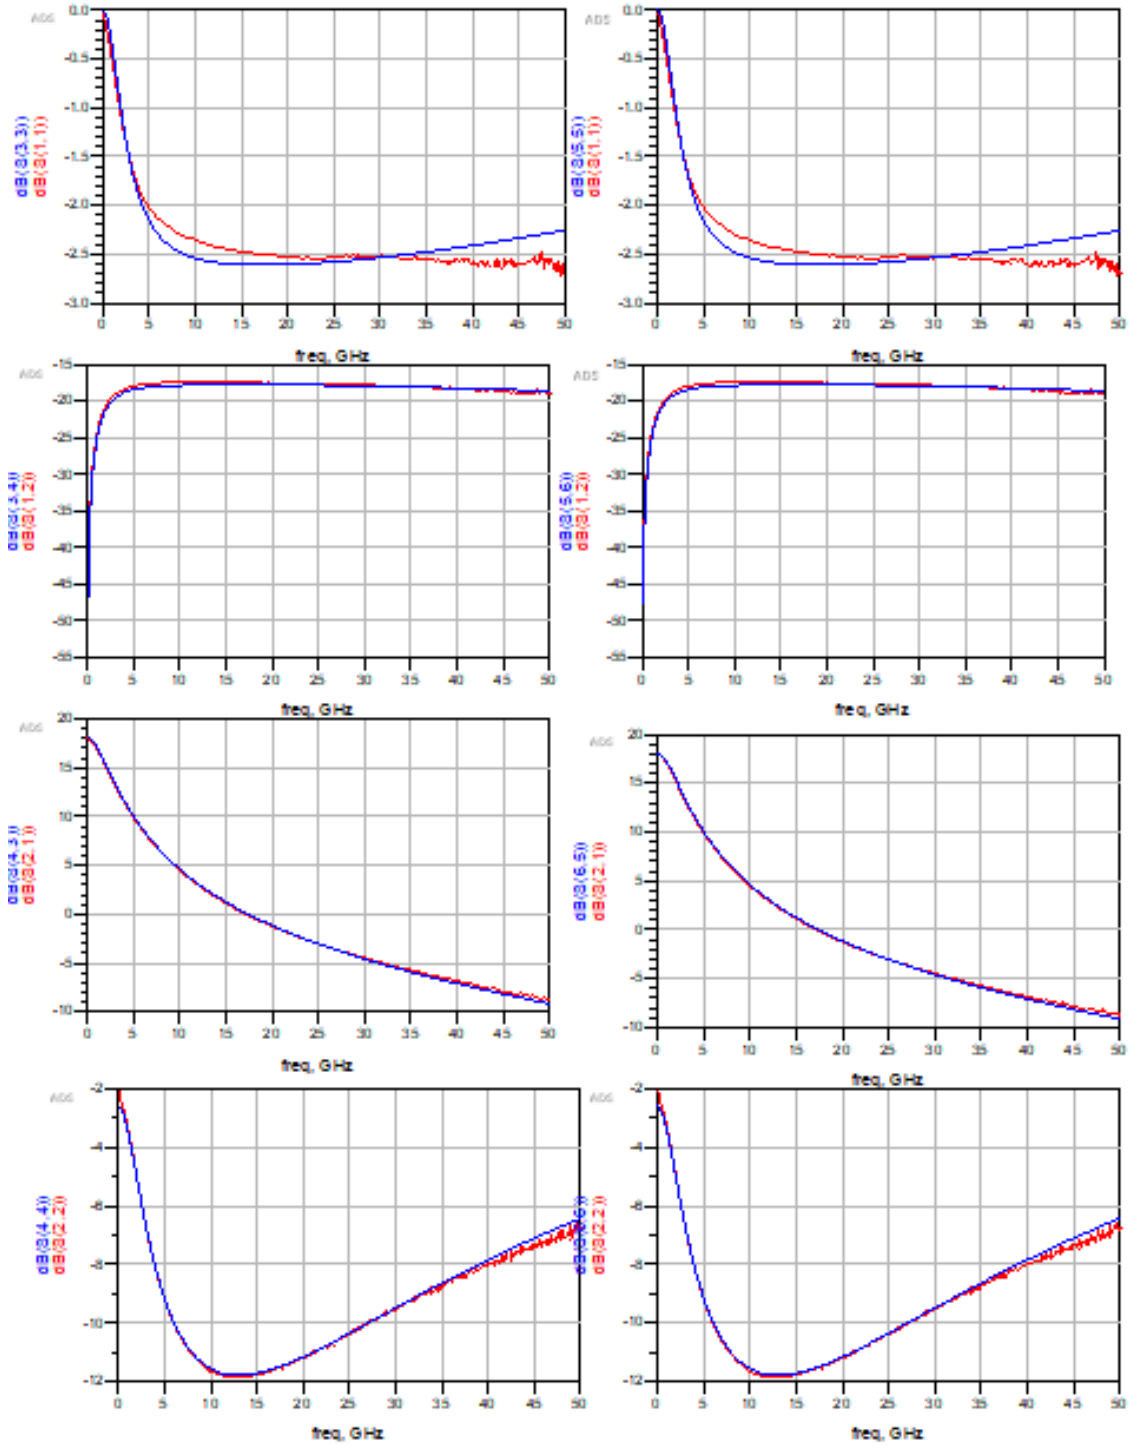 ADS
0.0
-0.5
-1.0
-1.5
-2.0
-2.5
-3.0
0 5 10 15 20 25 30 35 40 45 50
freq, GHz
dB(S(3,3))
dB(S(1,1))
ADS
0.0
-0.5
-1.0
-1.5
-2.0
-2.5
-3.0
0 5 10 15 20 25 30 35 40 45 50
freq, GHz
dB(S(5,5))
dB(S(1,1))
ADS
-15
-20
-25
-30
-35
-40
-45
-50
-55
0 5 10 15 20 25 30 35 40 45 50
freq, GHz
dB(S(3,4))
dB(S(1,2))
ADS
-15
-20
-25
-30
-35
-40
-45
-50
-55
0 5 10 15 20 25 30 35 40 45 50
freq, GHz
dB(S(5,6))
dB(S(1,2))
ADS
20
15
10
5
0
-5
-10
0 5 10 15 20 25 30 35 40 45 50
freq, GHz
dB(S(4,3))
dB(S(2,1))
ADS
20
15
10
5
0
-5
-10
0 5 10 15 20 25 30 35 40 45 50
freq, GHz
dB(S(6,5))
dB(S(2,1))
ADS
-2
-4
-6
-8
-10
-12
0 5 10 15 20 25 30 35 40 45 50
freq, GHz
dB(S(4,4))
dB(S(2,2))
ADS
-2
-4
-6
-8
-10
-12
0 5 10 15 20 25 30 35 40 45 50
freq, GHz
dB(S(2,2))